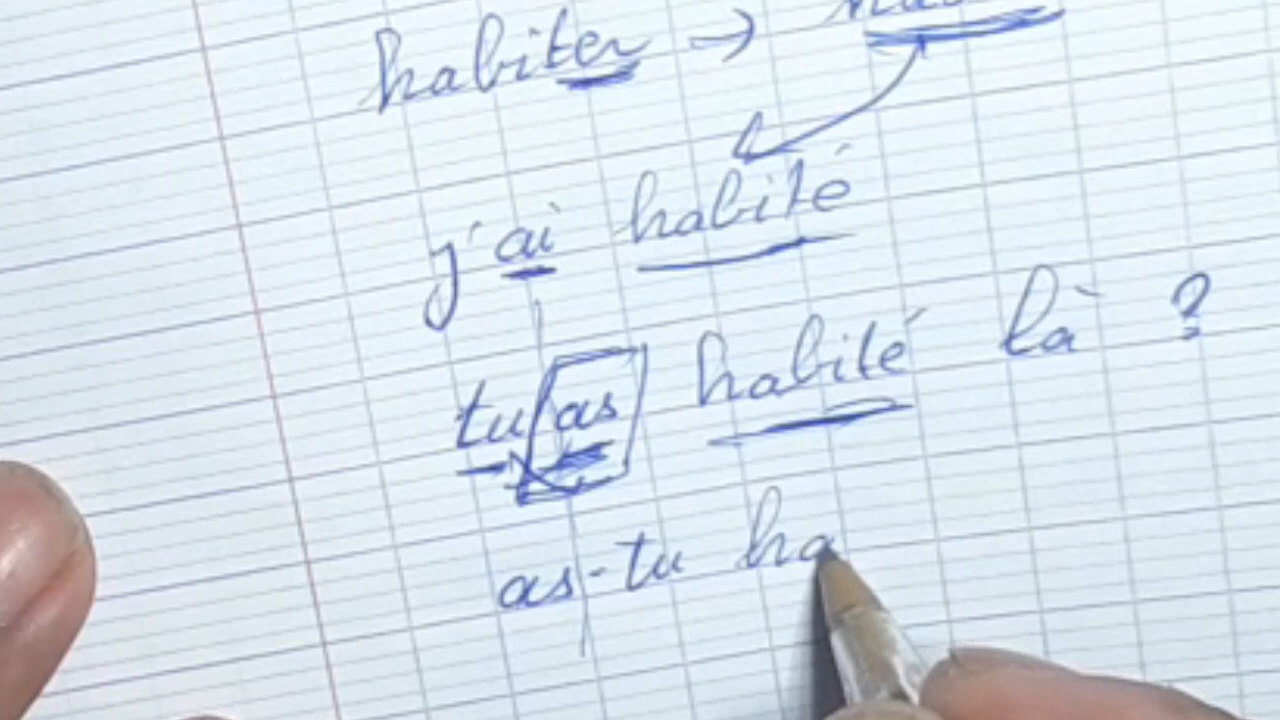 habiter →
j'ai habité
tu as habité là ?
as-tu ha